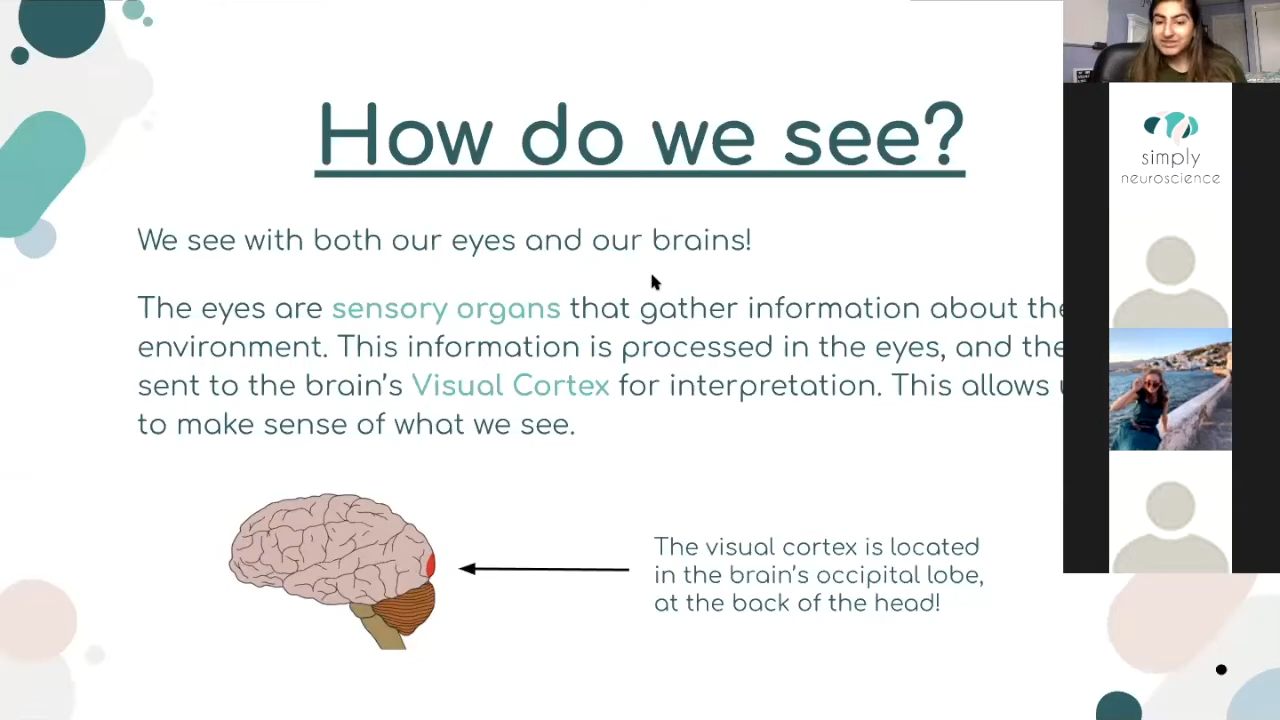 How do we see?
We see with both our eyes and our brains!
The eyes are sensory organs that gather information about the
environment. This information is processed in the eyes, and the
sent to the brain's Visual Cortex for interpretation. This allows
to make sense of what we see.
The visual cortex is located
in the brain's occipital lobe,
at the back of the head!
simply
neuroscience